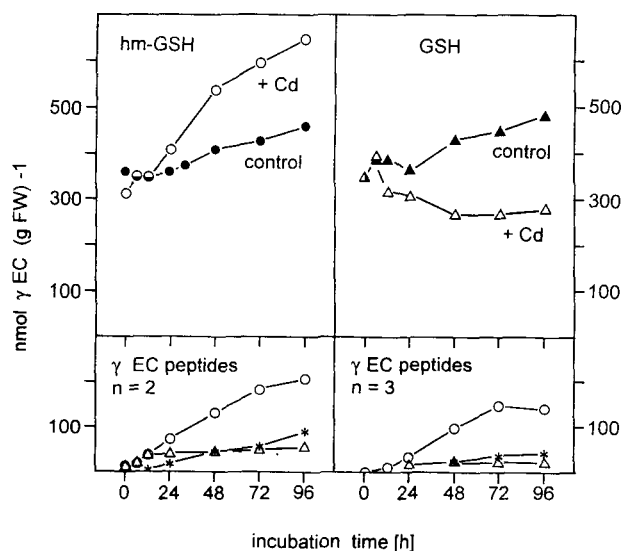 hm-GSH
GSH
+ Cd
control
control
+ Cd
500
300
100
500
300
100
nmol γ EC (g FW) -1
γ EC peptides
n = 2
γ EC peptides
n = 3
100
100
0 24 48 72 96
0 24 48 72 96
incubation time [h]